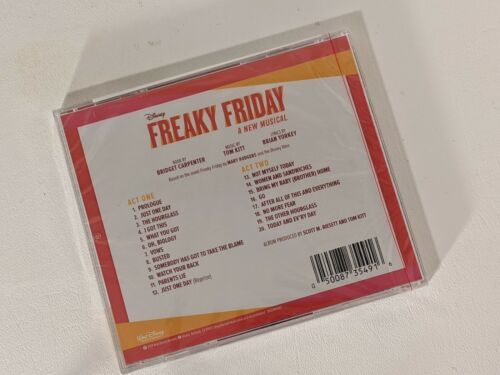 Disney
FREAKY FRIDAY
A NEW MUSICAL
BOOK BY
BRIDGET CARPENTER
MUSIC BY
TOM KITT
LYRICS BY
BRIAN YORKEY
Based on the novel Freaky Friday by MARY RODGERS and the Disney films
ACT ONE
1. PROLOGUE
2. JUST ONE DAY
3. THE HOURGLASS
4. I GOT THIS
5. WHAT YOU GOT
6. OH, BIOLOGY
7. VOWS
8. BUSTED
9. SOMEBODY HAS GOT TO TAKE THE BLAME
10. WATCH YOUR BACK
11. PARENTS LIE
12. JUST ONE DAY (Reprise)
ACT TWO
13. NOT MYSELF TODAY
14. WOMEN AND SANDWICHES
15. BRING MY BABY (BROTHER) HOME
16. GO
17. AFTER ALL OF THIS AND EVERYTHING
18. NO MORE FEAR
19. THE OTHER HOURGLASS
20. TODAY AND EV'RY DAY
ALBUM PRODUCED BY SCOTT M. RIESETT AND TOM KITT
0 50087 35491 6
WALT DISNEY